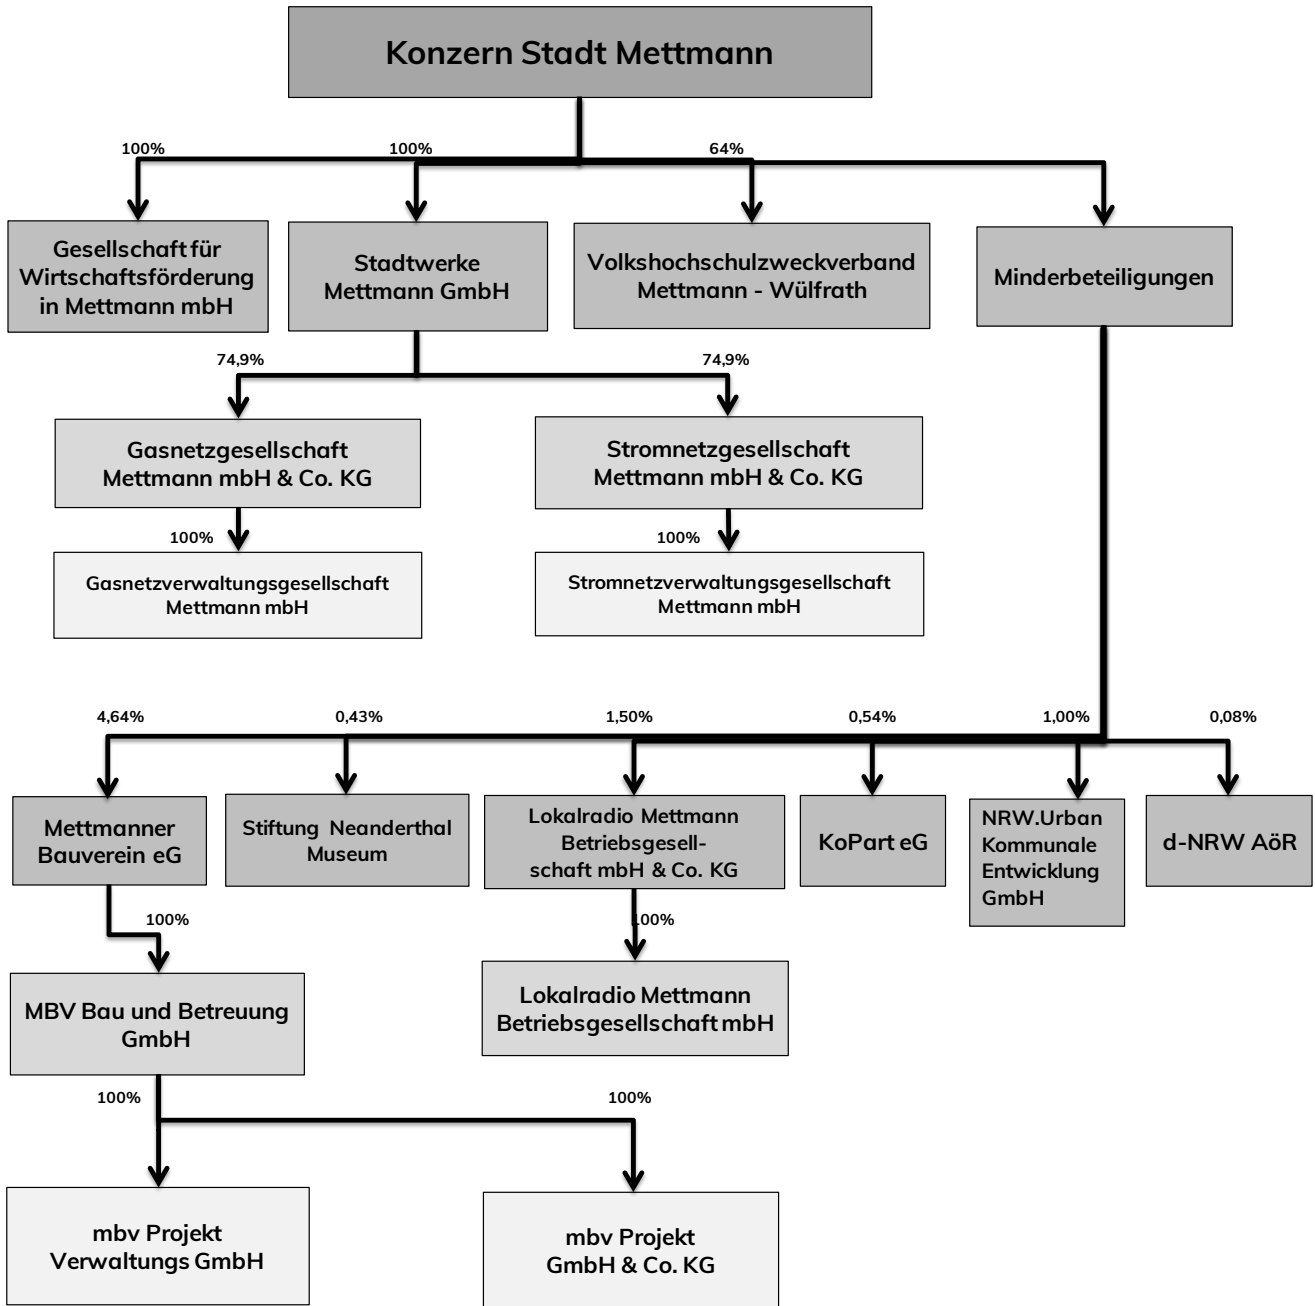 Konzern Stadt Mettmann
100%
100%
64%
Gesellschaft für
Wirtschaftsförderung
in Mettmann mbH
Stadtwerke
Mettmann GmbH
Volkshochschulzweckverband
Mettmann - Wülfrath
Minderbeteiligungen
74,9%
74,9%
Gasnetzgesellschaft
Mettmann mbH & Co. KG
Stromnetzgesellschaft
Mettmann mbH & Co. KG
100%
100%
Gasnetzverwaltungsgesellschaft
Mettmann mbH
Stromnetzverwaltungsgesellschaft
Mettmann mbH
4,64%
0,43%
1,50%
0,54%
1,00%
0,08%
Mettmanner
Bauverein eG
Stiftung Neanderthal
Museum
Lokalradio Mettmann
Betriebsgesell-
schaft mbH & Co. KG
KoPart eG
NRW.Urban
Kommunale
Entwicklung
GmbH
d-NRW AöR
100%
100%
MBV Bau und Betreuung
GmbH
Lokalradio Mettmann
Betriebsgesellschaft mbH
100%
100%
mbv Projekt
Verwaltungs GmbH
mbv Projekt
GmbH & Co. KG